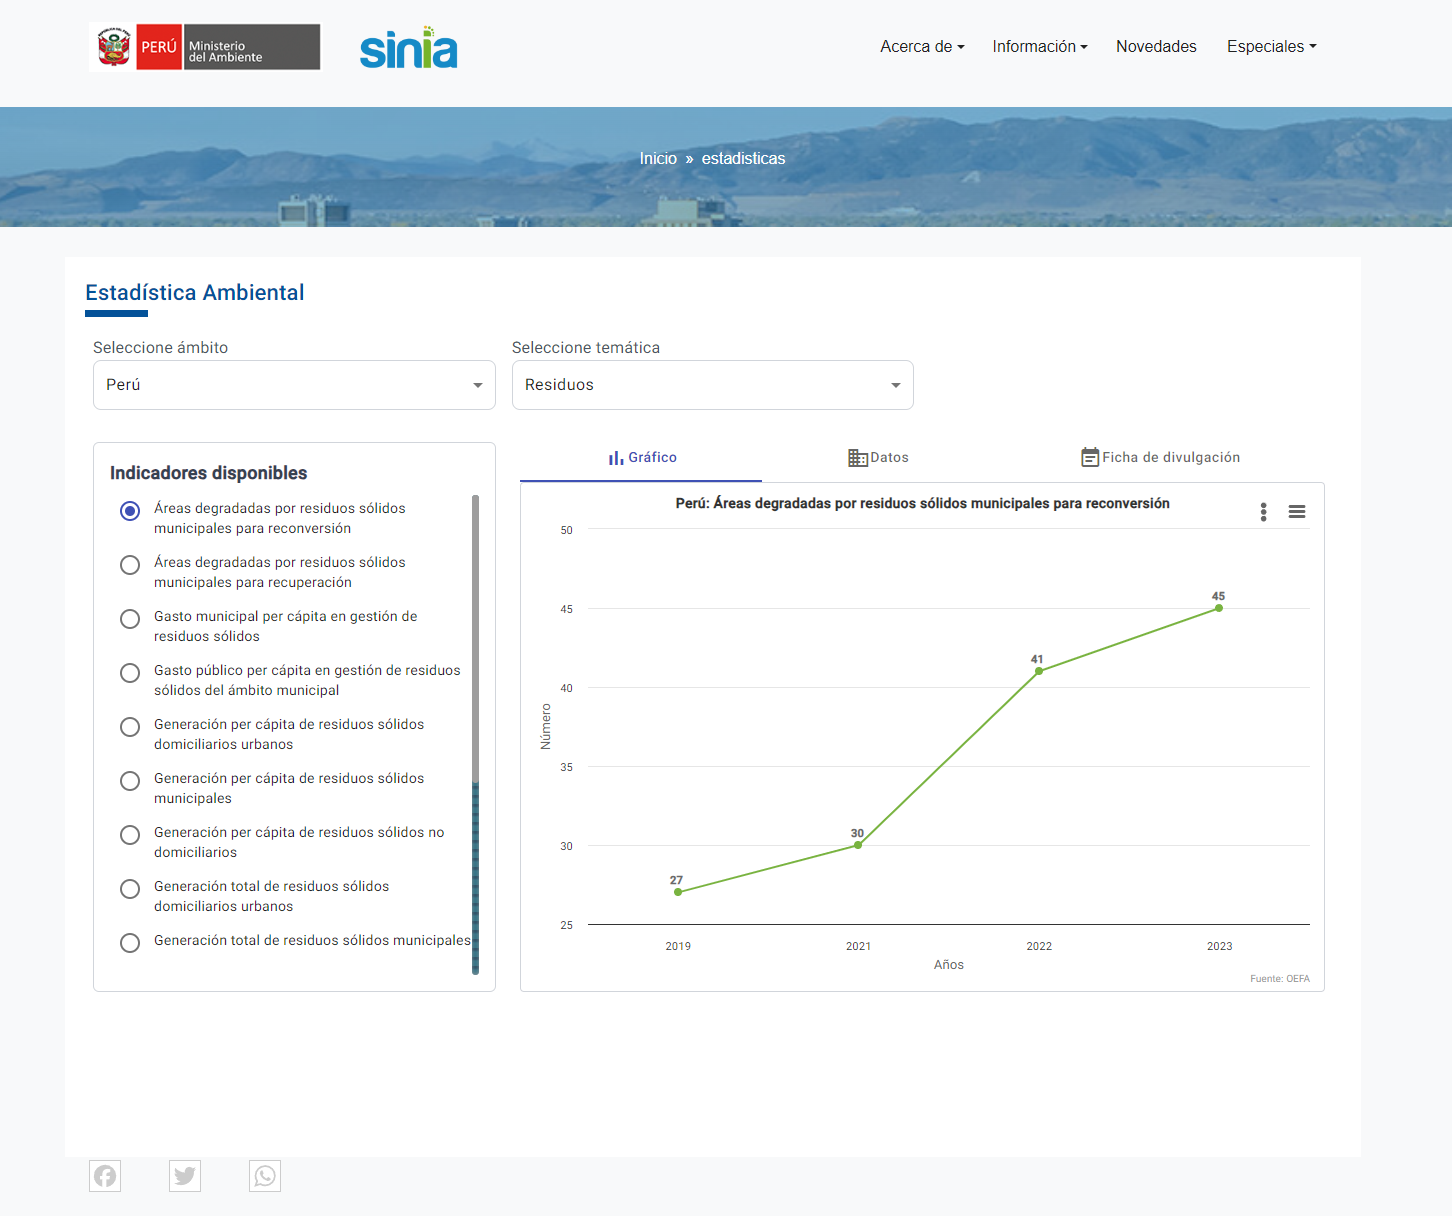 PERÚ
Ministerio
del Ambiente
sinia
Acerca de
Información
Novedades
Especiales
Inicio » estadisticas
Estadística Ambiental
Seleccione ámbito
Perú
Seleccione temática
Residuos
Indicadores disponibles
Áreas degradadas por residuos sólidos
municipales para reconversión
Áreas degradadas por residuos sólidos
municipales para recuperación
Gasto municipal per cápita en gestión de
residuos sólidos
Gasto público per cápita en gestión de residuos
sólidos del ámbito municipal
Generación per cápita de residuos sólidos
domiciliarios urbanos
Generación per cápita de residuos sólidos
municipales
Generación per cápita de residuos sólidos no
domiciliarios
Generación total de residuos sólidos
domiciliarios urbanos
Generación total de residuos sólidos municipales
Gráfico
Datos
Ficha de divulgación
Perú: Áreas degradadas por residuos sólidos municipales para reconversión
50
45
40
35
30
25
Número
27
30
41
45
2019
2021
2022
2023
Años
Fuente: OEFA